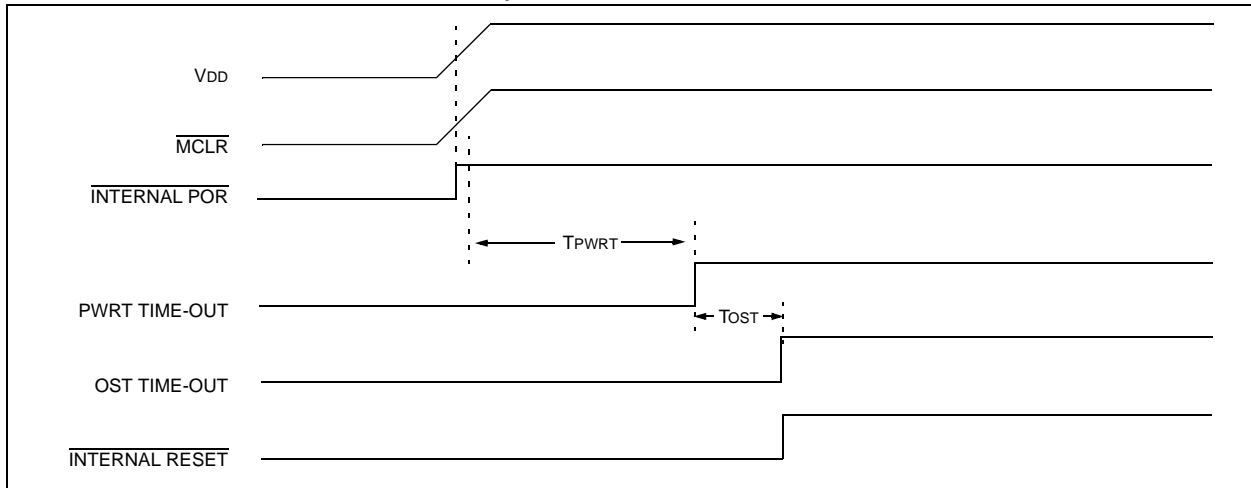 VDD
MCLR
INTERNAL POR
TPWRT
PWRT TIME-OUT
TOST
OST TIME-OUT
INTERNAL RESET